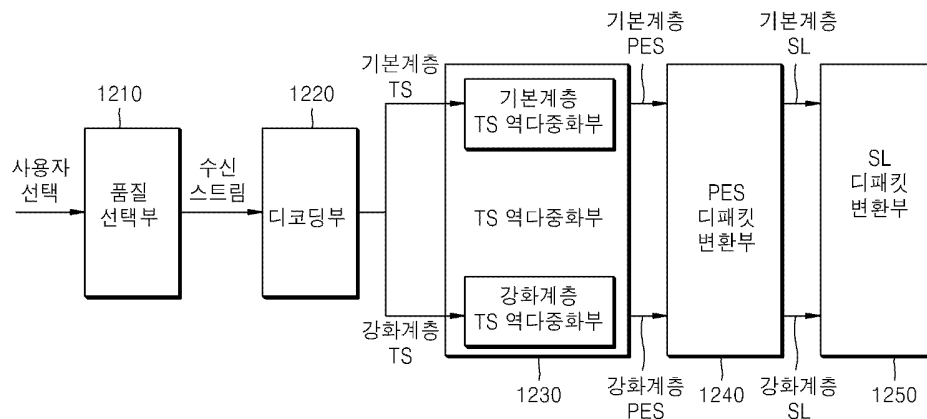 사용자
선택
1210
품질
선택부
수신
스트림
1220
디코딩부
기본계층
TS
강화계층
TS
기본계층
TS 역다중화부
TS 역다중화부
강화계층
TS 역다중화부
1230
기본계층
PES
강화계층
PES
PES
디패킷
변환부
1240
기본계층
SL
강화계층
SL
SL
디패킷
변환부
1250